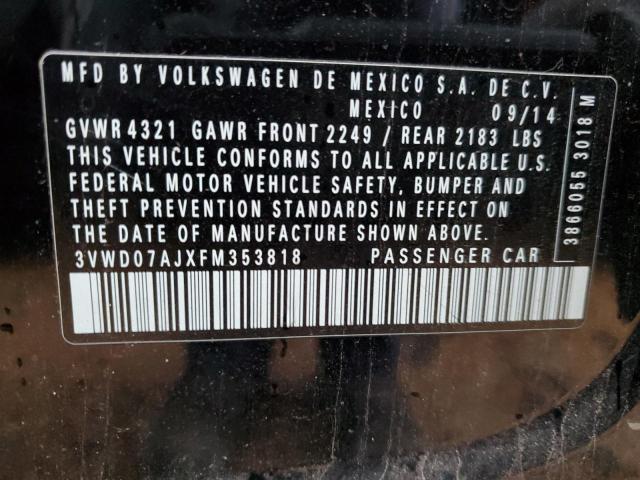 MFD BY VOLKSWAGEN DE MEXICO S.A. DE C.V.
MEXICO 09/14
GVWR 4321 GAWR FRONT 2249 / REAR 2183 LBS
THIS VEHICLE CONFORMS TO ALL APPLICABLE U.S.
FEDERAL MOTOR VEHICLE SAFETY, BUMPER AND
THEFT PREVENTION STANDARDS IN EFFECT ON
THE DATE OF MANUFACTURE SHOWN ABOVE.
3VWD07AJXFM353818 PASSENGER CAR
3866055 3018 M